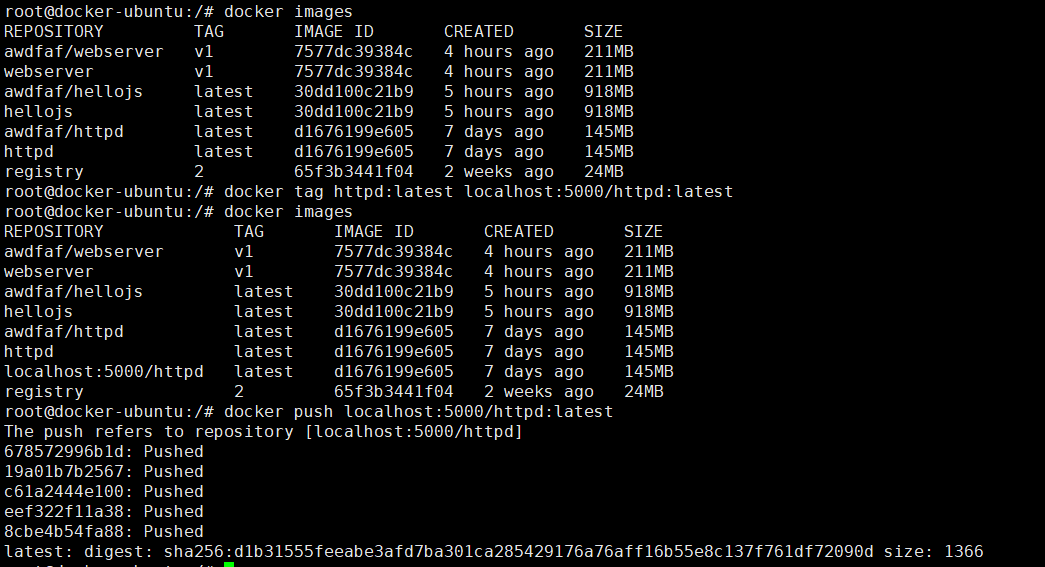 root@docker-ubuntu:/# docker images
REPOSITORY TAG IMAGE ID CREATED SIZE
awdfaf/webserver v1 7577dc39384c 4 hours ago 211MB
webserver v1 7577dc39384c 4 hours ago 211MB
awdfaf/hellojs latest 30dd100c21b9 5 hours ago 918MB
hellojs latest 30dd100c21b9 5 hours ago 918MB
awdfaf/httpd latest d1676199e605 7 days ago 145MB
httpd latest d1676199e605 7 days ago 145MB
registry 2 65f3b3441f04 2 weeks ago 24MB
root@docker-ubuntu:/# docker tag httpd:latest localhost:5000/httpd:latest
root@docker-ubuntu:/# docker images
REPOSITORY TAG IMAGE ID CREATED SIZE
awdfaf/webserver v1 7577dc39384c 4 hours ago 211MB
webserver v1 7577dc39384c 4 hours ago 211MB
awdfaf/hellojs latest 30dd100c21b9 5 hours ago 918MB
hellojs latest 30dd100c21b9 5 hours ago 918MB
awdfaf/httpd latest d1676199e605 7 days ago 145MB
httpd latest d1676199e605 7 days ago 145MB
localhost:5000/httpd latest d1676199e605 7 days ago 145MB
registry 2 65f3b3441f04 2 weeks ago 24MB
root@docker-ubuntu:/# docker push localhost:5000/httpd:latest
The push refers to repository [localhost:5000/httpd]
678572996b1d: Pushed
19a01b7b2567: Pushed
c61a2444e100: Pushed
eef322f11a38: Pushed
8cbe4b54fa88: Pushed
latest: digest: sha256:d1b31555feeabe3afd7ba301ca285429176a76aff16b55e8c137f761df72090d size: 1366